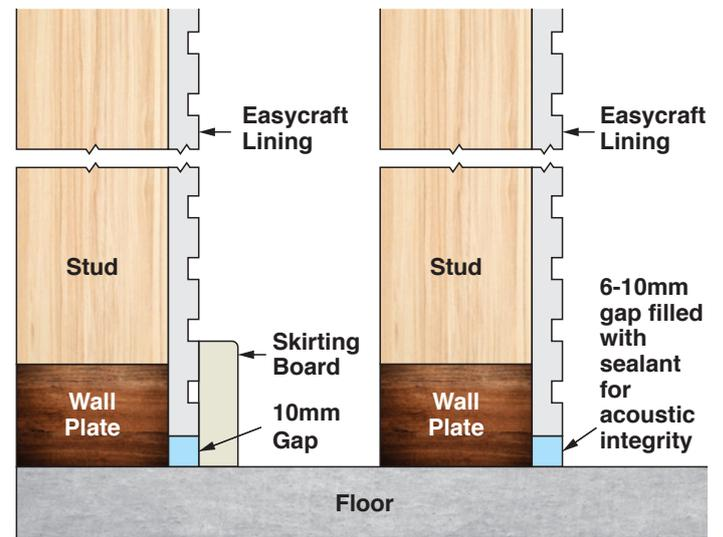 Easycraft
Lining
Stud
Skirting
Board
Wall
Plate
10mm
Gap
Easycraft
Lining
Stud
6-10mm
gap filled
with
sealant
for
acoustic
integrity
Wall
Plate
Floor